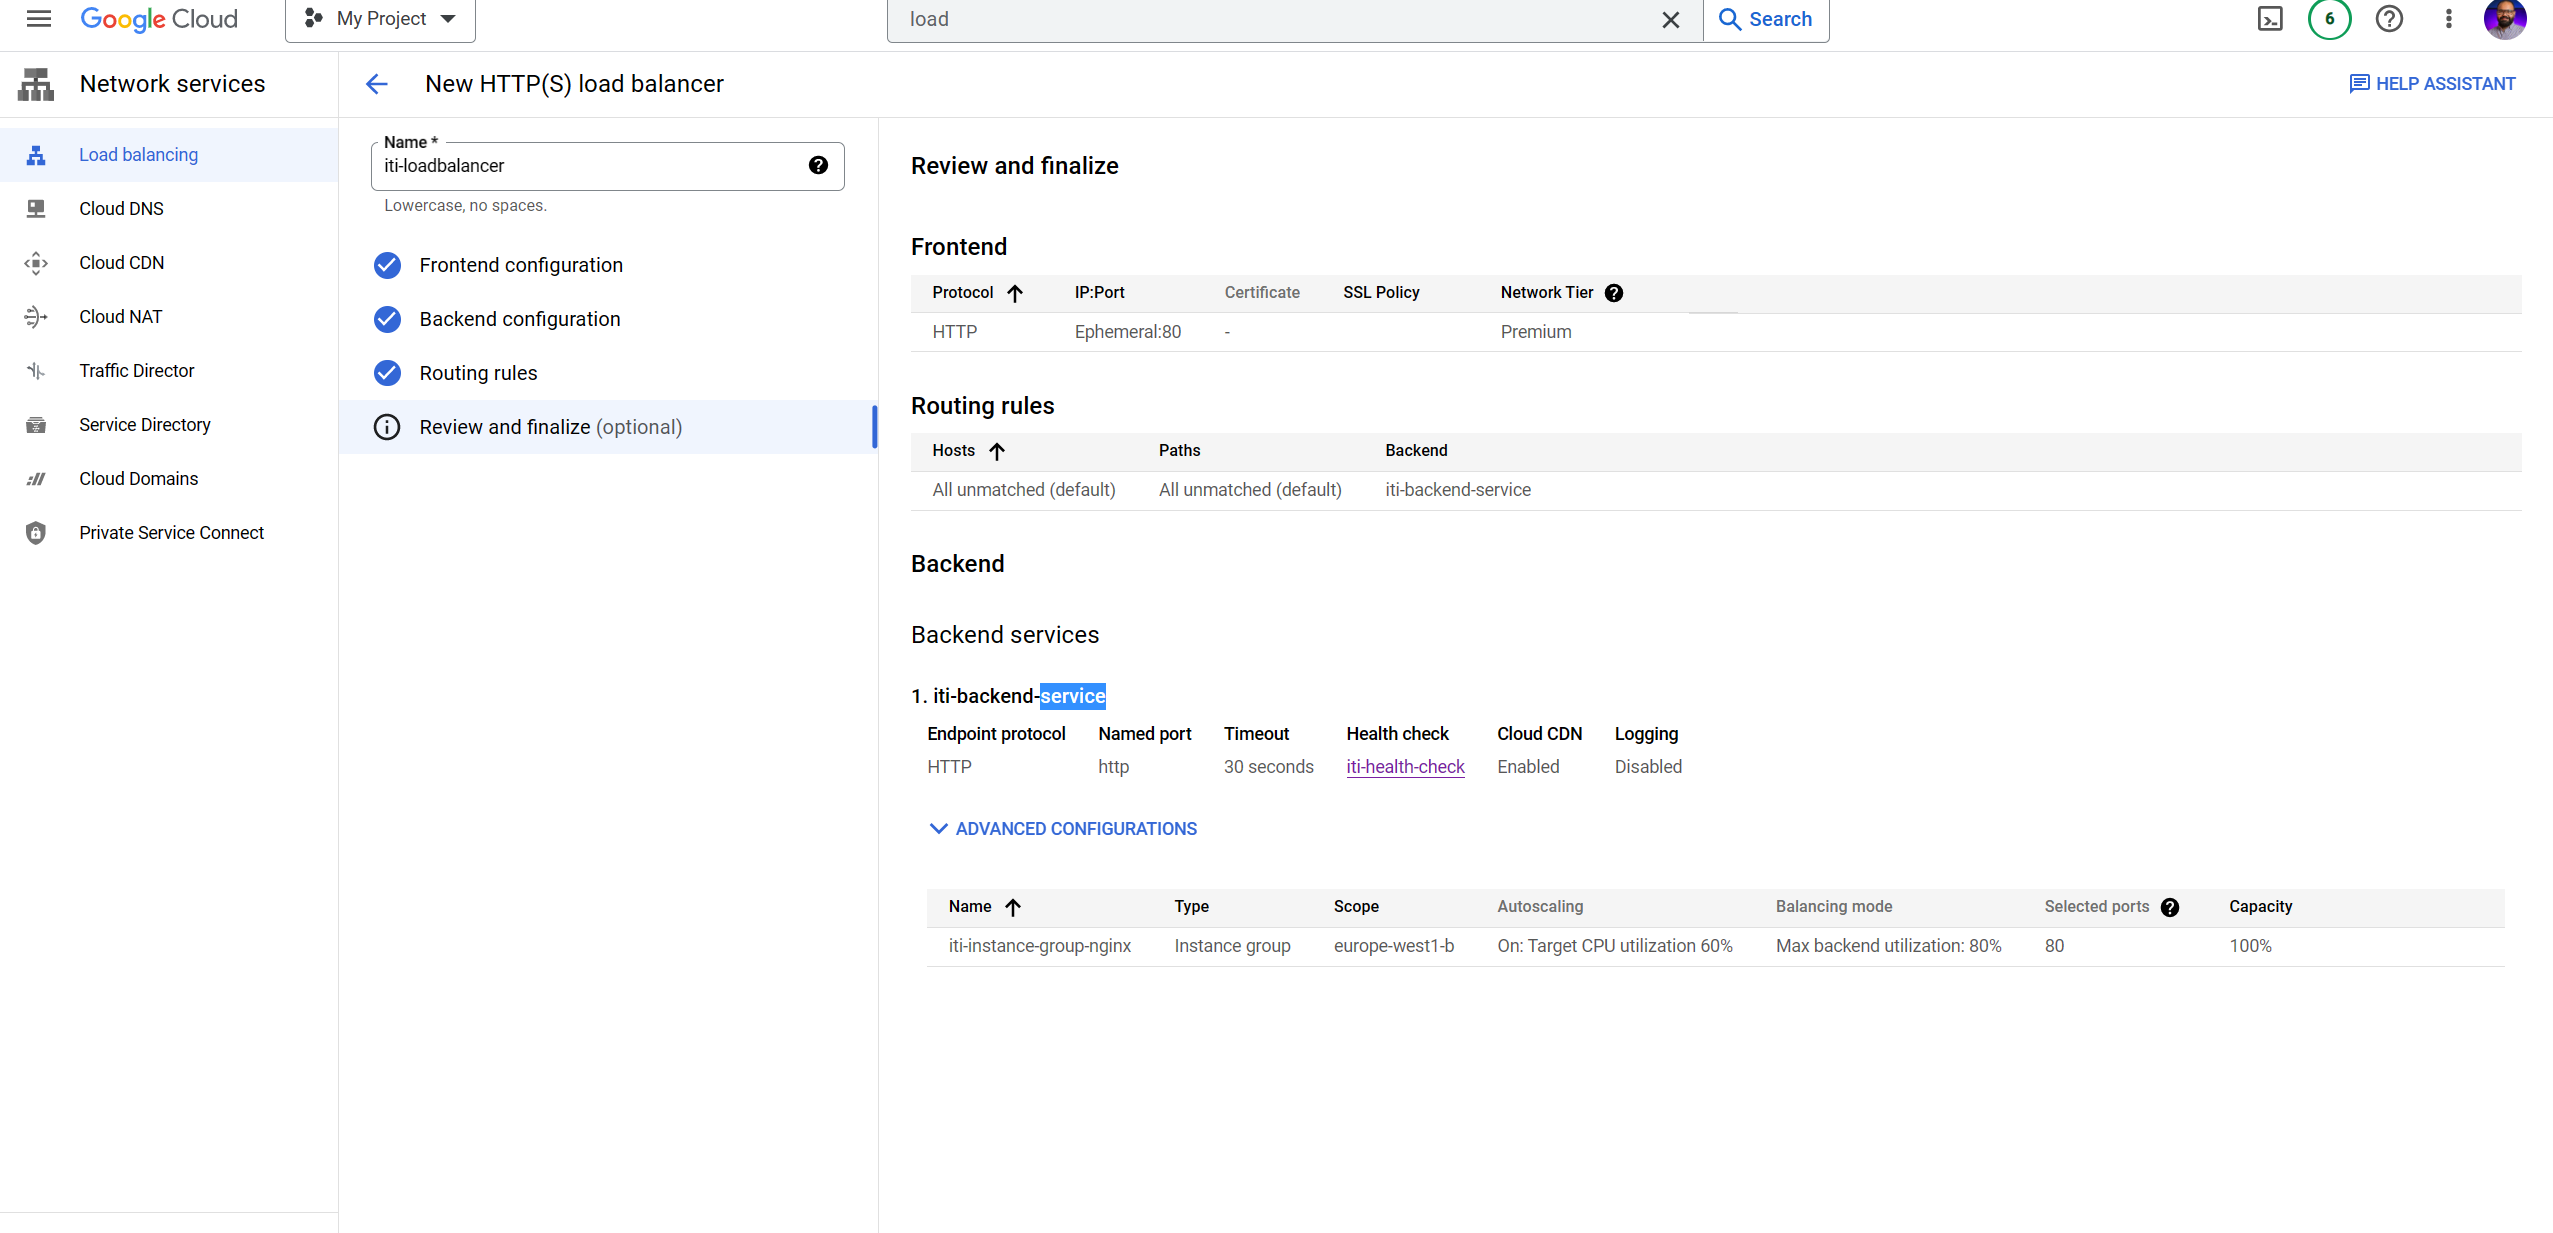 Google Cloud
My Project
load
Search
6
Network services
New HTTP(S) load balancer
HELP ASSISTANT
Load balancing
Cloud DNS
Cloud CDN
Cloud NAT
Traffic Director
Service Directory
Cloud Domains
Private Service Connect
Name *
iti-loadbalancer
Lowercase, no spaces.
Frontend configuration
Backend configuration
Routing rules
Review and finalize (optional)
Review and finalize
Frontend
Protocol IP:Port Certificate SSL Policy Network Tier
HTTP Ephemeral:80 - Premium
Routing rules
Hosts Paths Backend
All unmatched (default) All unmatched (default) iti-backend-service
Backend
Backend services
1. iti-backend-service
Endpoint protocol Named port Timeout Health check Cloud CDN Logging
HTTP http 30 seconds iti-health-check Enabled Disabled
ADVANCED CONFIGURATIONS
Name Type Scope Autoscaling Balancing mode Selected ports Capacity
iti-instance-group-nginx Instance group europe-west1-b On: Target CPU utilization 60% Max backend utilization: 80% 80 100%